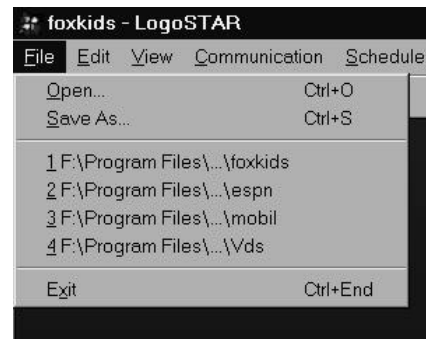 foxkids - LogoSTAR
File Edit View Communication Schedule
Open... Ctrl+O
Save As... Ctrl+S
1 F:\Program Files\...\foxkids
2 F:\Program Files\...\espn
3 F:\Program Files\...\mobil
4 F:\Program Files\...\Vds
Exit Ctrl+End